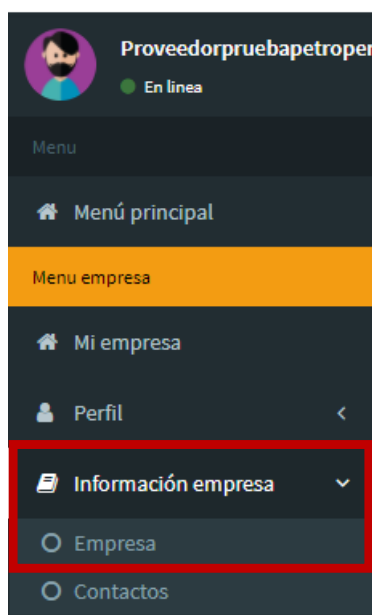 Proveedorpruebapetroper
En linea
Menu
Menú principal
Menu empresa
Mi empresa
Perfil
Información empresa
Empresa
Contactos